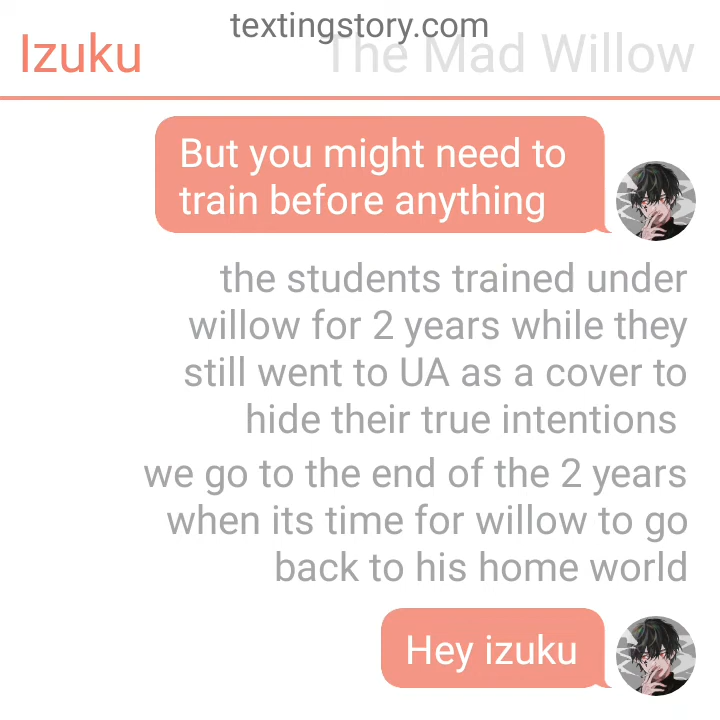 textingstory.com
Izuku
The Mad Willow
But you might need to
train before anything
the students trained under
willow for 2 years while they
still went to UA as a cover to
hide their true intentions
we go to the end of the 2 years
when its time for willow to go
back to his home world
Hey izuku